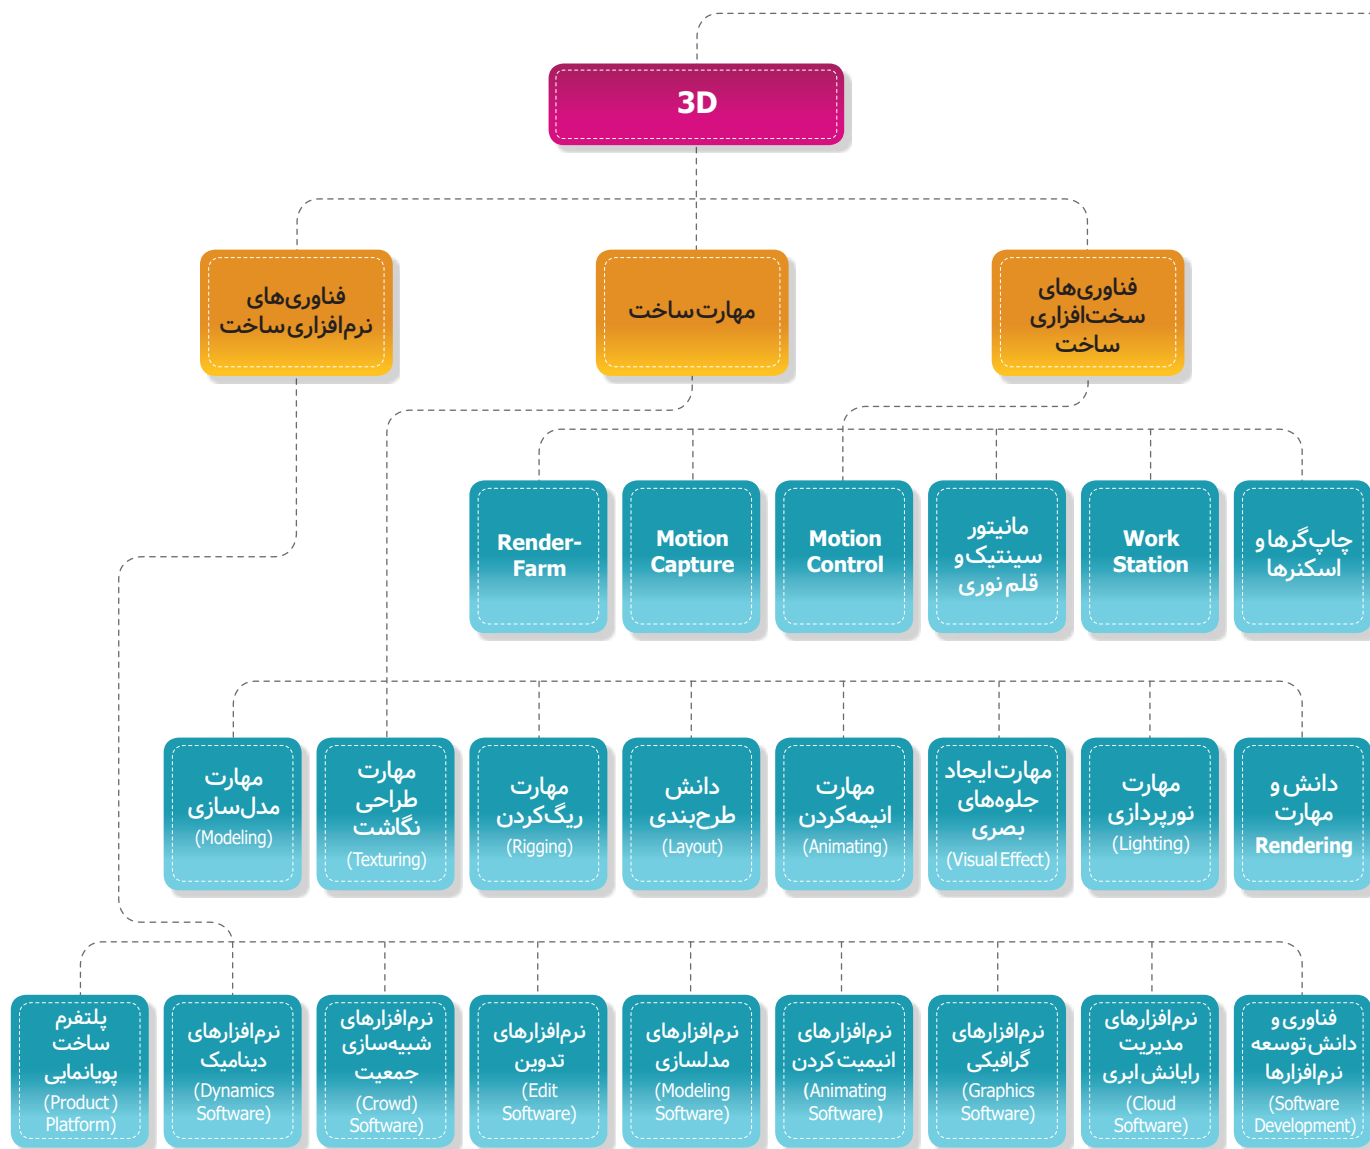 3D
فناوری‌های
سخت‌افزاری
ساخت
مهارت ساخت
فناوری‌های
نرم‌افزاری ساخت
چاپ‌گرها و
اسکنرها
Work
Station
مانیتور
سینتیک و
قلم نوری
Motion
Control
Motion
Capture
Render-
Farm
دانش و
مهارت
Rendering
مهارت
نورپردازی
(Lighting)
مهارت ایجاد
جلوه‌های
بصری
(Visual Effect)
مهارت
انیمه‌کردن
(Animating)
دانش
طرح‌بندی
(Layout)
مهارت
ریگ‌کردن
(Rigging)
مهارت
طراحی
نگاشت
(Texturing)
مهارت
مدل‌سازی
(Modeling)
فناوری و
دانش توسعه
نرم‌افزارها
(Software
Development)
نرم‌افزارهای
مدیریت
رایانش ابری
(Cloud
Software)
نرم‌افزارهای
گرافیکی
(Graphics
Software)
نرم‌افزارهای
انیمیت کردن
(Animating
Software)
نرم‌افزارهای
مدلسازی
(Modeling
Software)
نرم‌افزارهای
تدوین
(Edit
Software)
نرم‌افزارهای
شبیه‌سازی
جمعیت
(Crowd)
Software)
نرم‌افزارهای
دینامیک
(Dynamics
Software)
پلتفرم
ساخت
پویانمایی
(Product )
Platform)